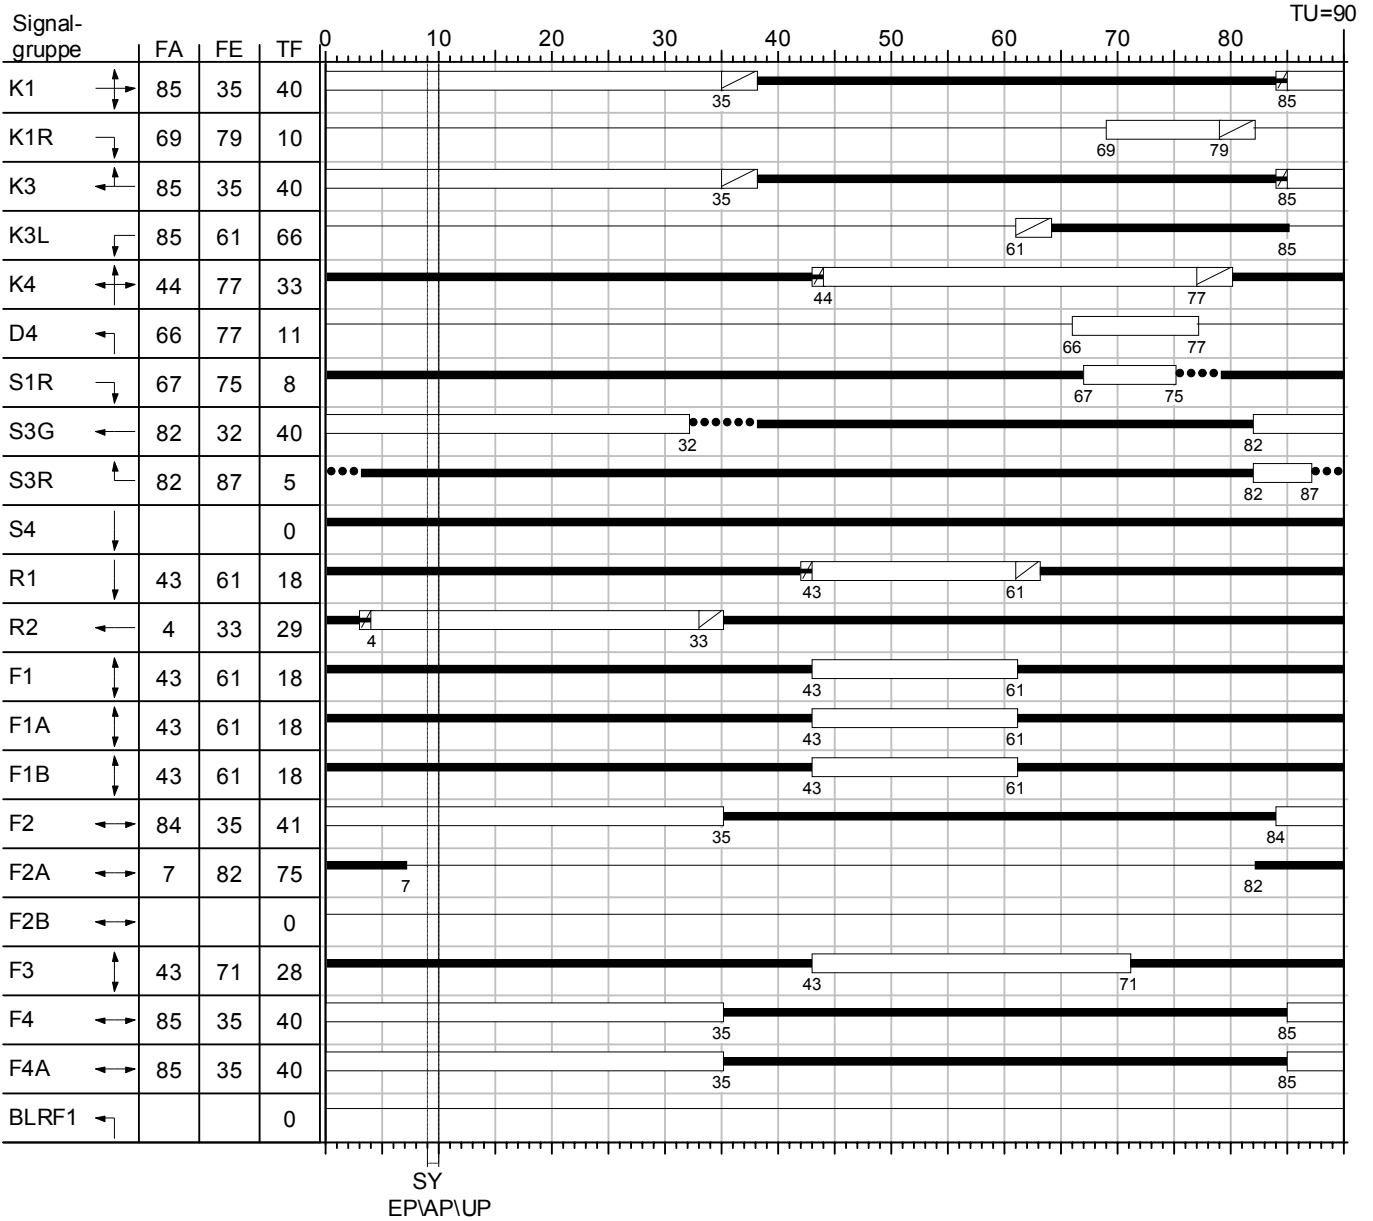 TU=90
Signal-
gruppe FA FE TF 0 10 20 30 40 50 60 70 80
K1 85 35 40
35 85
K1R 69 79 10
69 79
K3 85 35 40
35 85
K3L 85 61 66
61 85
K4 44 77 33
44 77
D4 66 77 11
66 77
S1R 67 75 8
67 75
S3G 82 32 40
32 82
S3R 82 87 5
82 87
S4 0
R1 43 61 18
43 61
R2 4 33 29
4 33
F1 43 61 18
43 61
F1A 43 61 18
43 61
F1B 43 61 18
43 61
F2 84 35 41
35 84
F2A 7 82 75
7 82
F2B 0
F3 43 71 28
43 71
F4 85 35 40
35 85
F4A 85 35 40
35 85
BLRF1 0
SY
EP\AP\UP